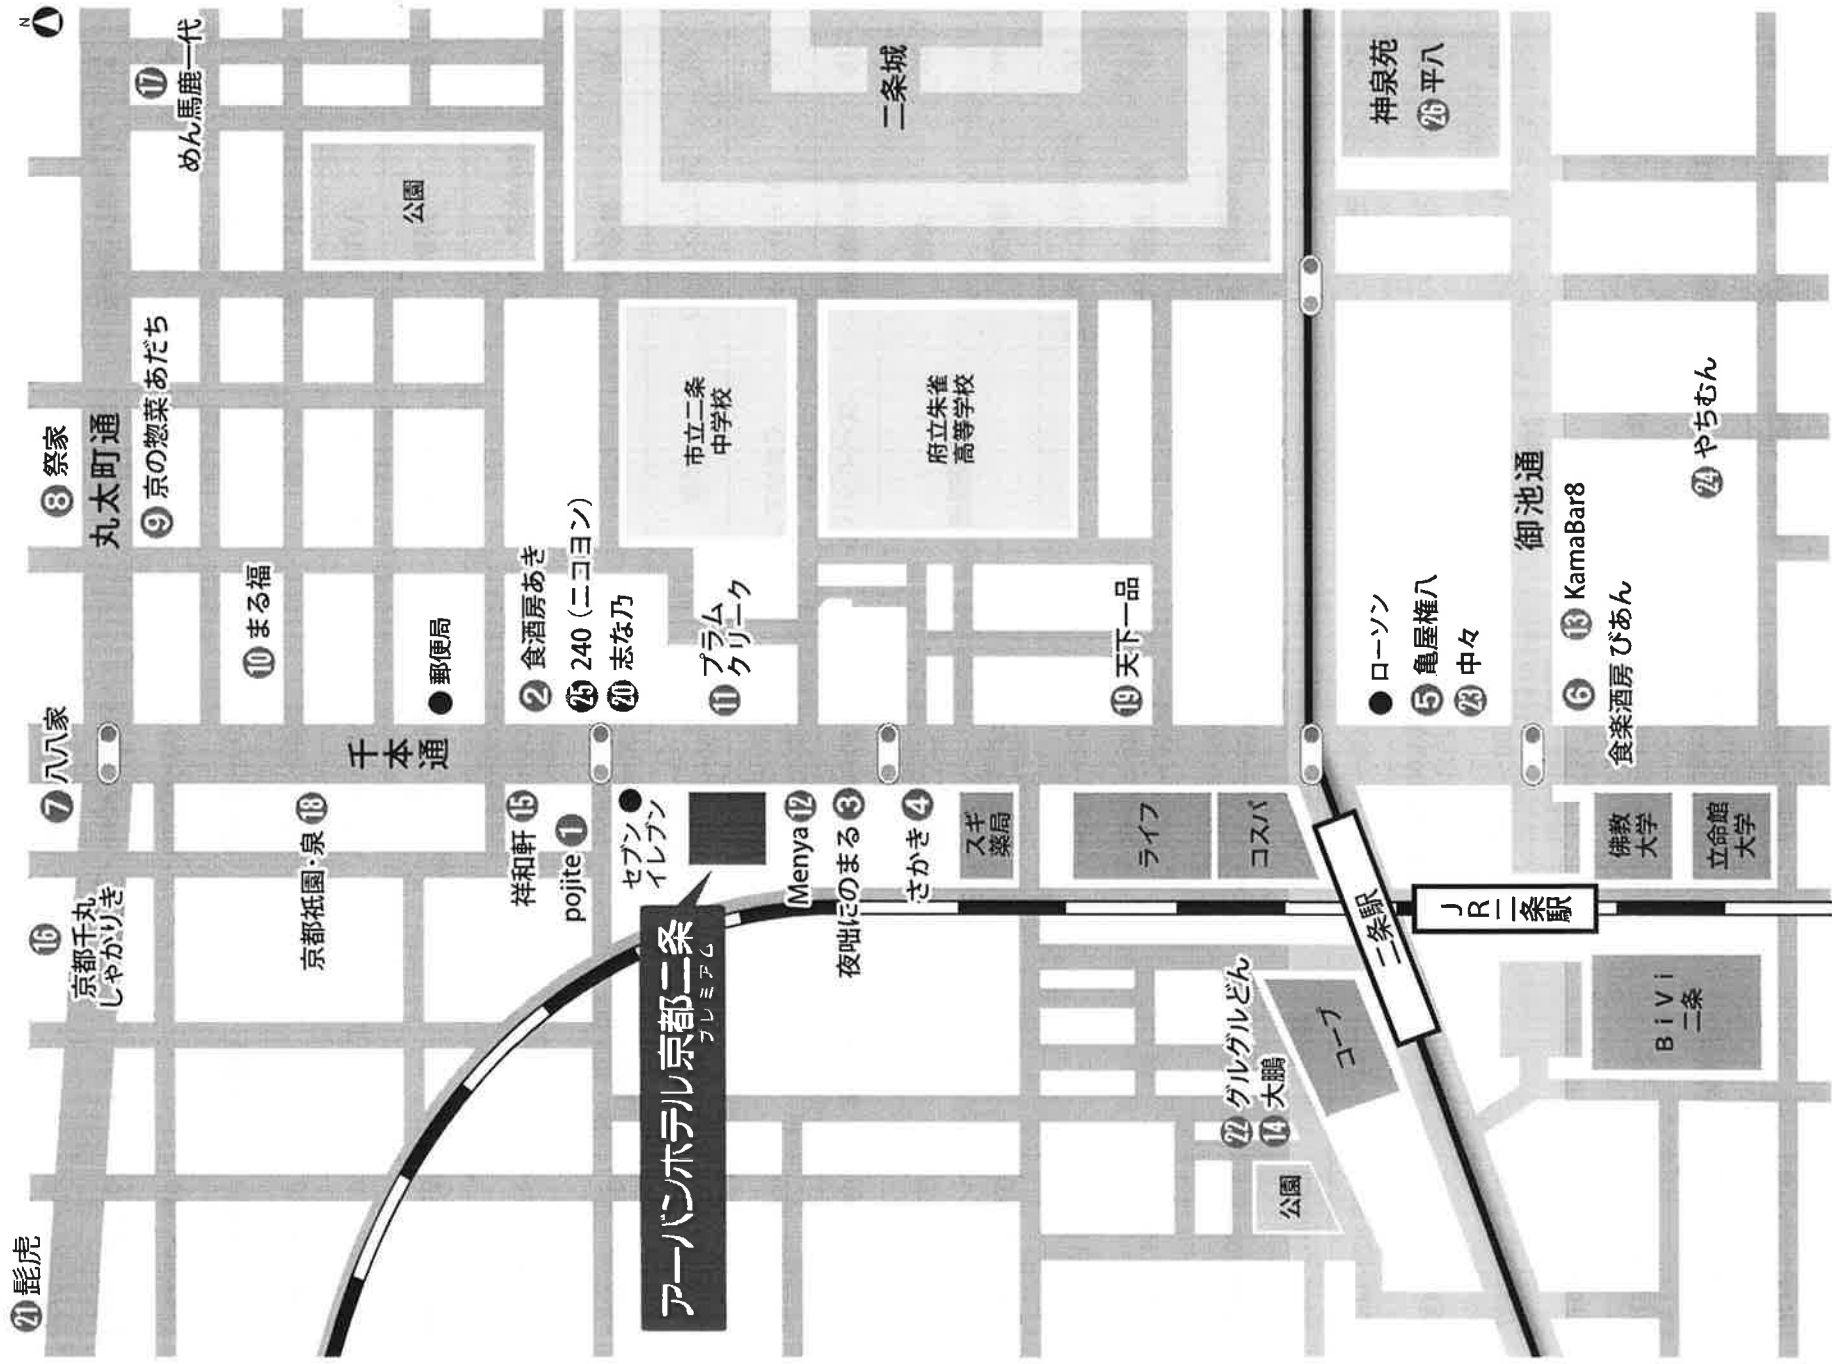 N
㉑ 髭虎
⑯
京都千丸
しゃかりき
⑦ 八八家
⑧ 祭家
丸太町通
⑨ 京の惣菜 あだち
⑰
めん馬鹿一代
⑩ まる福
京都祇園・泉 ⑱
千本通
郵便局
公園
祥和軒 ⑮
pojite ①
② 食酒房あき
㉕ 240（ニコヨン）
⑳ 志な乃
セブン
イレブン
アーバンホテル京都二条
プレミアム
⑪ プラム
クリーク
市立二条
中学校
二条城
Menya ⑫
夜咄にのまる ③
さかき ④
府立朱雀
高等学校
スギ
薬局
ライフ
コスパ
⑲ 天下一品
㉒ グルグルどん
⑭ 大鵬
公園
コープ
二条駅
JR二条駅
ローソン
⑤ 亀屋権八
㉓ 中々
神泉苑
㉖ 平八
御池通
⑥
食楽酒房 びあん
⑬ KamaBar8
佛教
大学
立命館
大学
BiVi
二条
㉔ やちむん